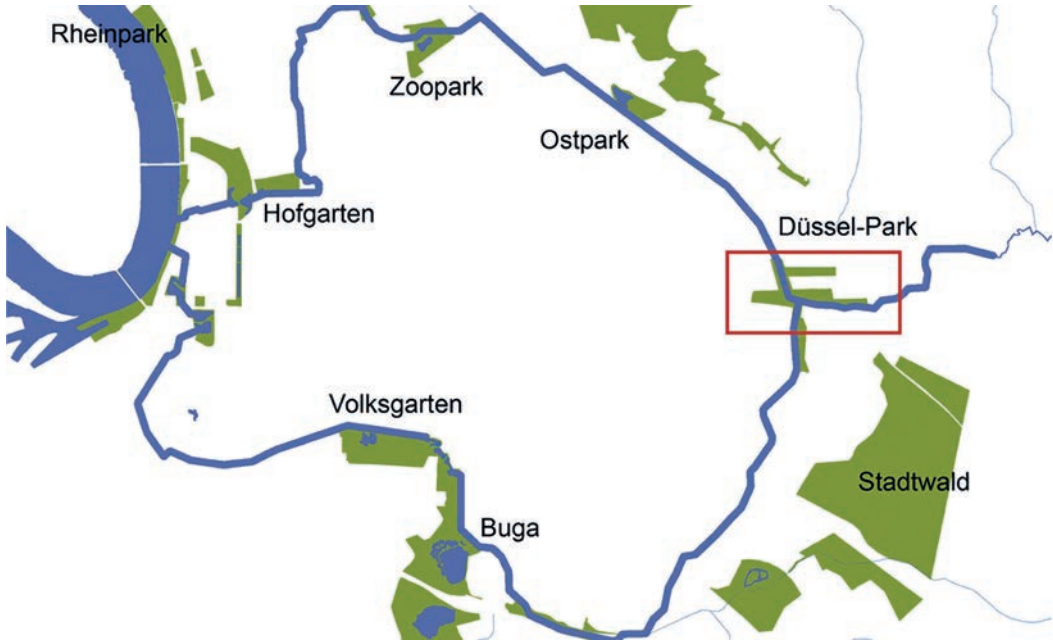 Rheinpark
Zoopark
Ostpark
Hofgarten
Düssel-Park
Volksgarten
Stadtwald
Buga